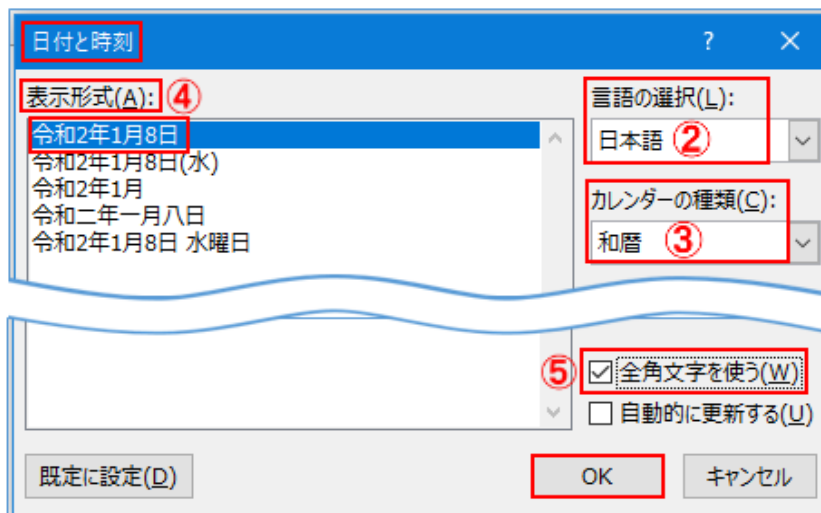 日付と時刻 ? ×
表示形式(A): ④
令和2年1月8日
令和2年1月8日(水)
令和2年1月
令和二年一月八日
令和2年1月8日 水曜日
言語の選択(L):
日本語 ②
カレンダーの種類(C):
和暦 ③
⑤ 全角文字を使う(W)
自動的に更新する(U)
既定に設定(D) OK キャンセル